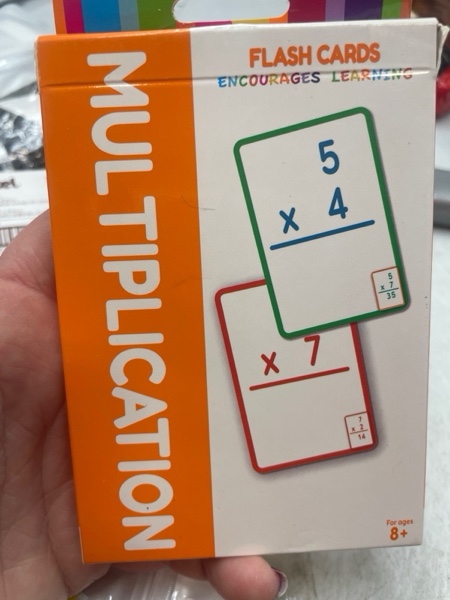 MULTIPLICATION
FLASH CARDS
ENCOURAGES LEARNING
5
x 4
5
x 7
35
x 7
7
x 2
14
For ages
8+